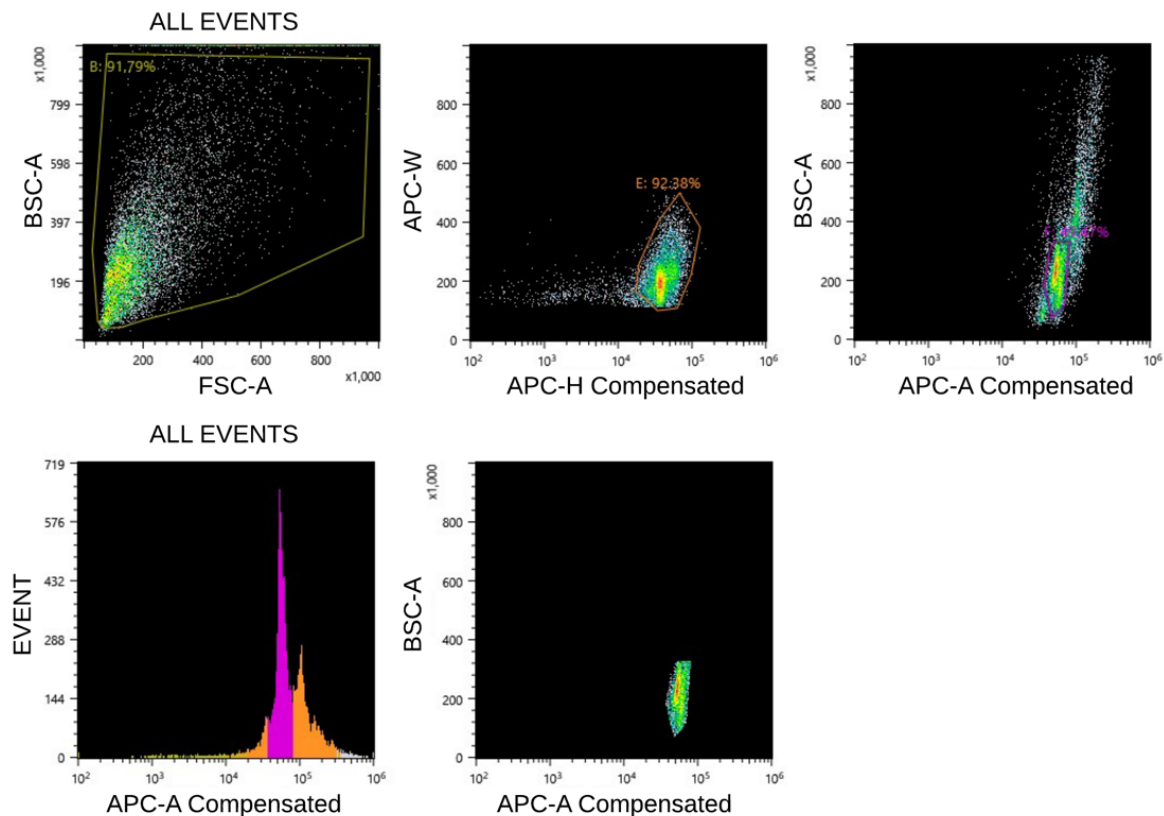 ALL EVENTS
x1,000
B: 91,79%
799
598
397
196
BSC-A
200 400 600 800
x1,000
FSC-A
E: 92.38%
800
600
400
200
0
APC-W
10² 10³ 10⁴ 10⁵ 10⁶
APC-H Compensated
x1,000
800
600
400
200
0
BSC-A
10² 10³ 10⁴ 10⁵ 10⁶
APC-A Compensated
ALL EVENTS
719
576
432
288
144
0
EVENT
10² 10³ 10⁴ 10⁵ 10⁶
APC-A Compensated
x1,000
800
600
400
200
0
BSC-A
10² 10³ 10⁴ 10⁵ 10⁶
APC-A Compensated